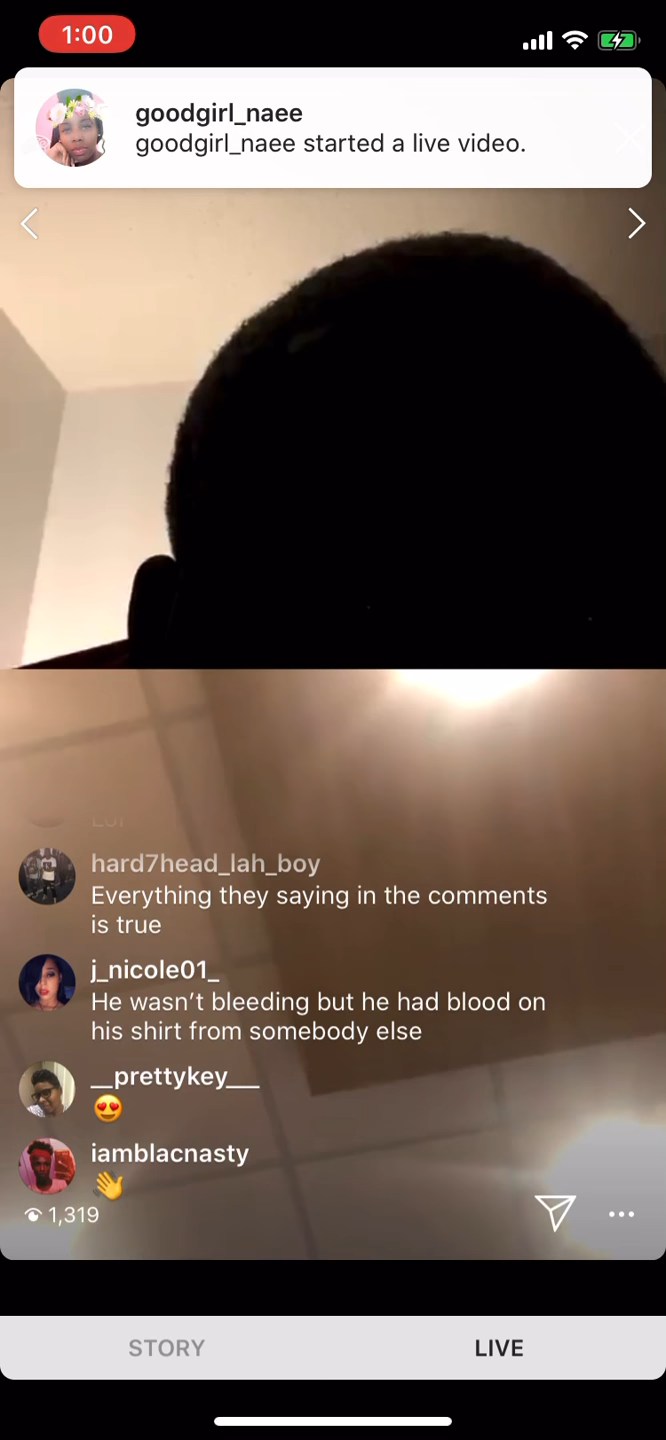 1:00
goodgirl_naee
goodgirl_naee started a live video.
hard7head_lah_boy
Everything they saying in the comments
is true
j_nicole01_
He wasn’t bleeding but he had blood on
his shirt from somebody else
__prettykey___
😍
iamblacnasty
👋
1,319
STORY
LIVE